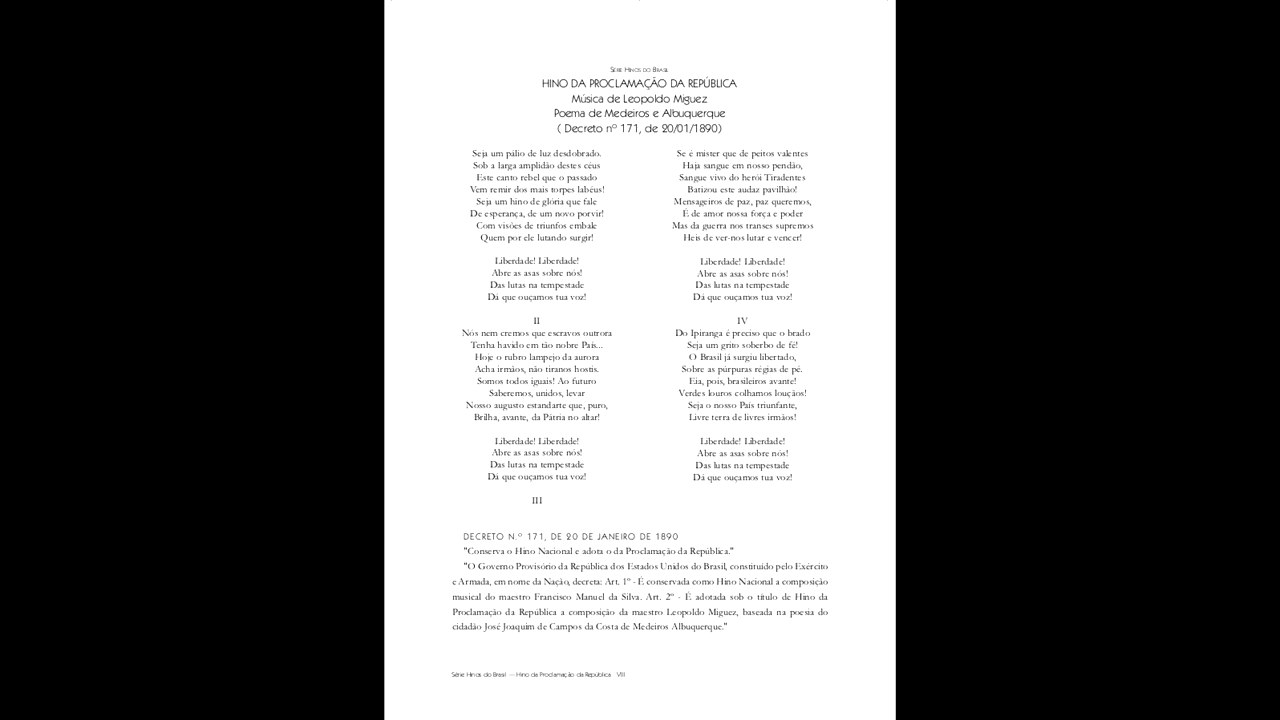 Série Hinos do Brasil
HINO DA PROCLAMAÇÃO DA REPÚBLICA
Música de Leopoldo Miguez
Poema de Medeiros e Albuquerque
( Decreto nº 171, de 20/01/1890)
Seja um pálio de luz desdobrado.
Sob a larga amplidão destes céus
Este canto rebel que o passado
Vem remir dos mais torpes labéus!
Seja um hino de glória que fale
De esperança, de um novo porvir!
Com visões de triunfos embale
Quem por ele lutando surgir!
Liberdade! Liberdade!
Abre as asas sobre nós!
Das lutas na tempestade
Dá que ouçamos tua voz!
II
Nós nem cremos que escravos outrora
Tenha havido em tão nobre País...
Hoje o rubro lampejo da aurora
Acha irmãos, não tiranos hostis.
Somos todos iguais! Ao futuro
Saberemos, unidos, levar
Nosso augusto estandarte que, puro,
Brilha, avante, da Pátria no altar!
Liberdade! Liberdade!
Abre as asas sobre nós!
Das lutas na tempestade
Dá que ouçamos tua voz!
III
Se é mister que de peitos valentes
Haja sangue em nosso pendão,
Sangue vivo do herói Tiradentes
Batizou este audaz pavilhão!
Mensageiros de paz, paz queremos,
É de amor nossa força e poder
Mas da guerra nos transes supremos
Heis de ver-nos lutar e vencer!
Liberdade! Liberdade!
Abre as asas sobre nós!
Das lutas na tempestade
Dá que ouçamos tua voz!
IV
Do Ipiranga é preciso que o brado
Seja um grito soberbo de fé!
O Brasil já surgiu libertado,
Sobre as púrpuras régias de pé.
Eia, pois, brasileiros avante!
Verdes louros colhamos louçãos!
Seja o nosso País triunfante,
Livre terra de livres irmãos!
Liberdade! Liberdade!
Abre as asas sobre nós!
Das lutas na tempestade
Dá que ouçamos tua voz!
DECRETO N.º 171, DE 20 DE JANEIRO DE 1890
"Conserva o Hino Nacional e adota o da Proclamação da República."
"O Governo Provisório da República dos Estados Unidos do Brasil, constituído pelo Exército
e Armada, em nome da Nação, decreta: Art. 1º - É conservada como Hino Nacional a composição
musical do maestro Francisco Manuel da Silva. Art. 2º - É adotada sob o título de Hino da
Proclamação da República a composição da maestro Leopoldo Miguez, baseada na poesia do
cidadão José Joaquim de Campos da Costa de Medeiros Albuquerque."
Série Hinos do Brasil — Hino da Proclamação da Republica VIII